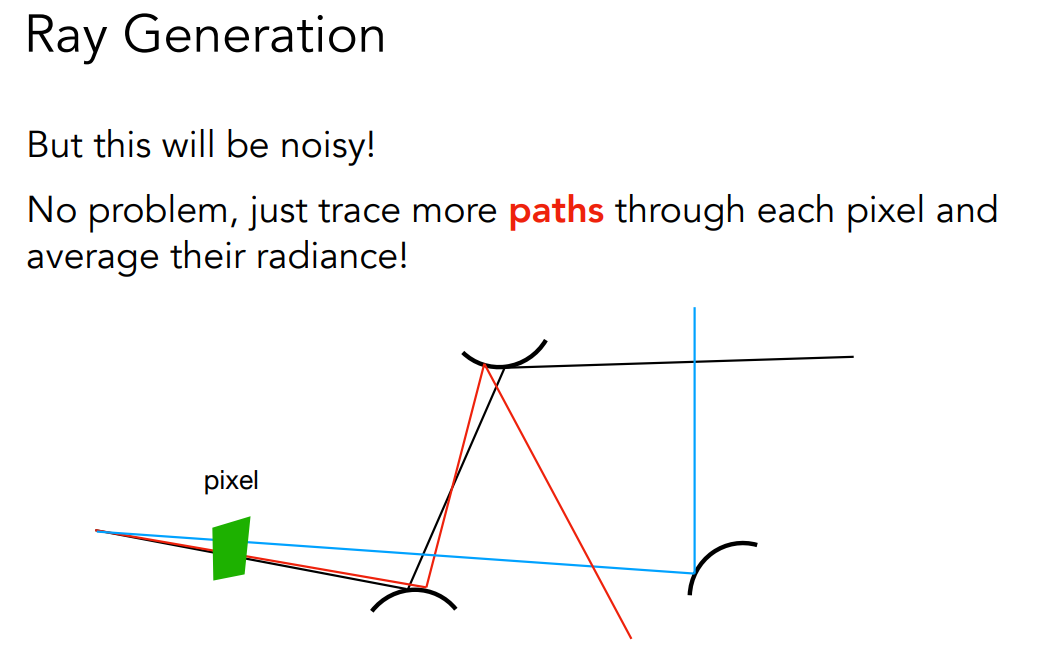 Ray Generation
But this will be noisy!
No problem, just trace more paths through each pixel and
average their radiance!
pixel